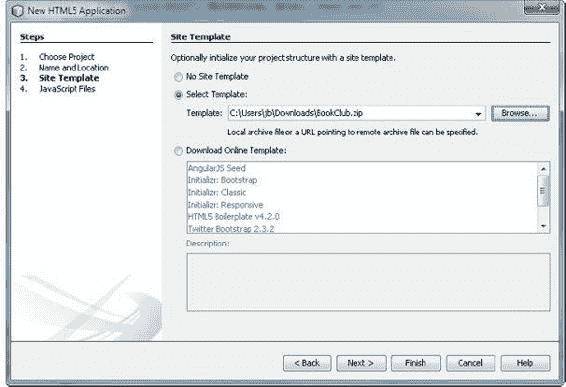 New HTML5 Application
Steps
1. Choose Project
2. Name and Location
3. Site Template
4. JavaScript Files
Site Template
Optionally initialize your project structure with a site template.
No Site Template
Select Template:
Template: C:\Users\jb\Downloads\BookClub.zip Browse...
Local archive file or a URL pointing to remote archive file can be specified.
Download Online Template:
AngularJS Seed
Initializr: Bootstrap
Initializr: Classic
Initializr: Responsive
HTML5 Boilerplate v4.2.0
Twitter Bootstrap 2.3.2
Description:
< Back Next > Finish Cancel Help